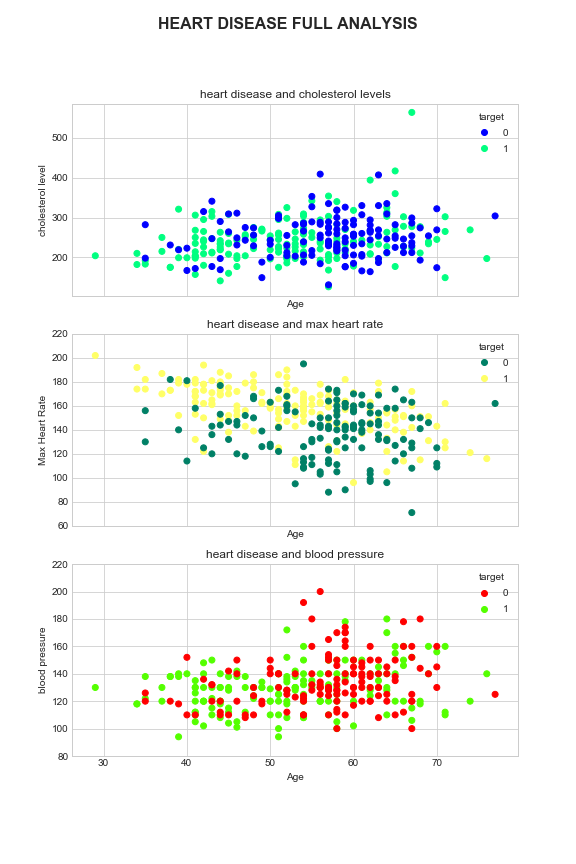 HEART DISEASE FULL ANALYSIS
heart disease and cholesterol levels
target
0
1
500
400
300
200
cholesterol level
Age
heart disease and max heart rate
target
0
1
220
200
180
160
140
120
100
80
60
Max Heart Rate
Age
heart disease and blood pressure
target
0
1
220
200
180
160
140
120
100
80
blood pressure
30 40 50 60 70
Age